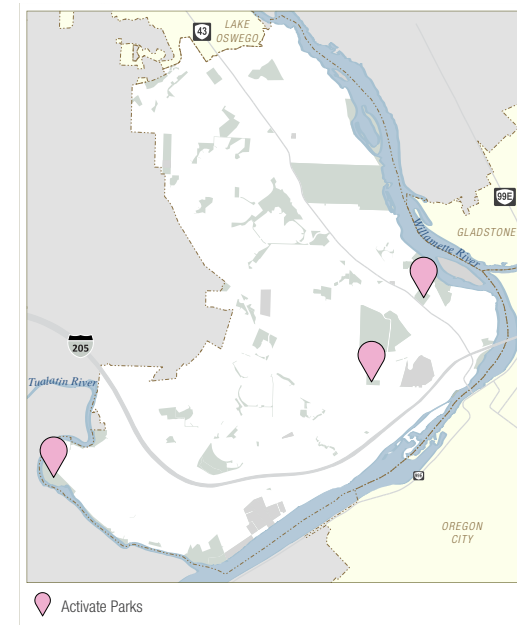 43
LAKE
OSWEGO
99E
Willamette River
GLADSTONE
205
Tualatin River
OREGON
CITY
Activate Parks